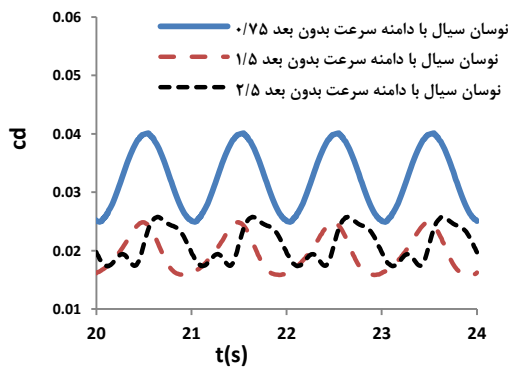 نوسان سیال با دامنه سرعت بدون بعد ۰/۷۵
نوسان سیال با دامنه سرعت بدون بعد ۱/۵
نوسان سیال با دامنه سرعت بدون بعد ۲/۵
0.06
0.05
0.04
0.03
0.02
0.01
cd
20 21 22 23 24
t(s)